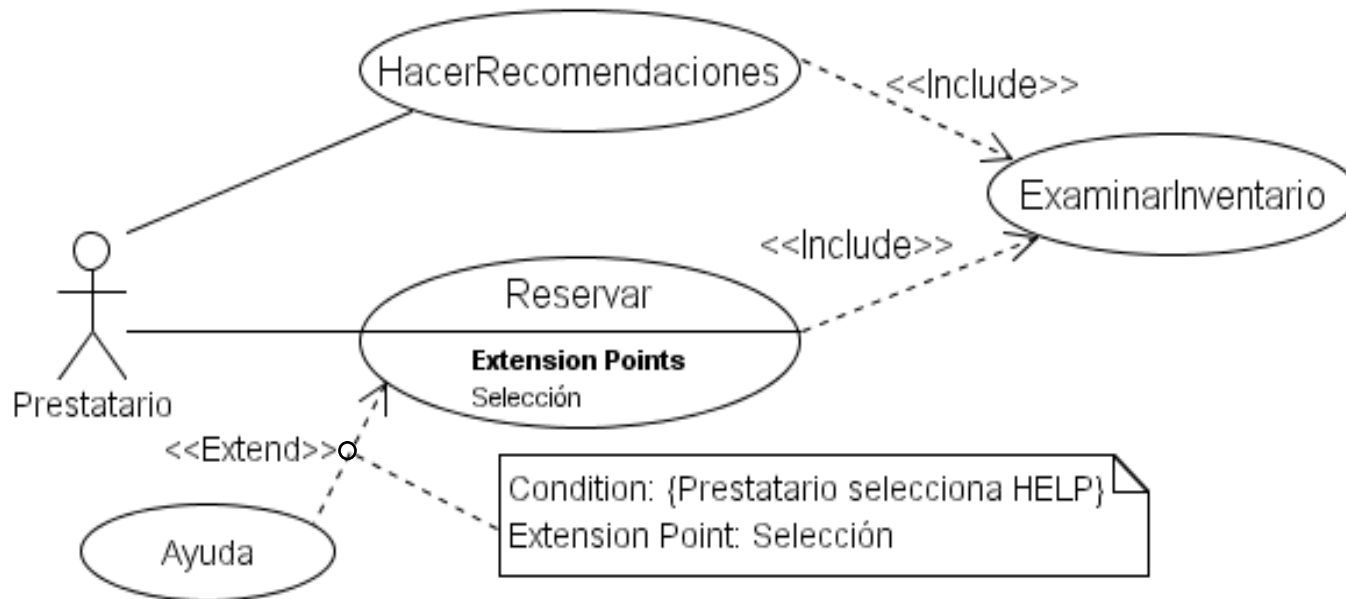 HacerRecomendaciones
<<Include>>
ExaminarInventario
<<Include>>
Reservar
Extension Points
Selección
Prestatario
<<Extend>>
Condition: {Prestatario selecciona HELP}
Extension Point: Selección
Ayuda